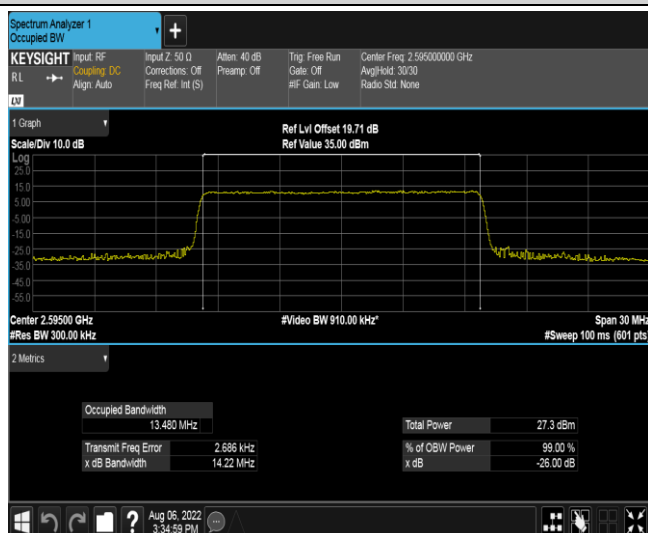 Spectrum Analyzer 1
Occupied BW
KEYSIGHT
RL
LXI
Input: RF
Coupling: DC
Align: Auto
Input Z: 50 Ω
Corrections: Off
Freq Ref: Int (S)
Atten: 40 dB
Preamp: Off
Trig: Free Run
Gate: Off
#IF Gain: Low
Center Freq: 2.595000000 GHz
Avg|Hold: 30/30
Radio Std: None
1 Graph
Scale/Div 10.0 dB
Ref Lvl Offset 19.71 dB
Ref Value 35.00 dBm
Log
25.0
15.0
5.00
-5.00
-15.0
-25.0
-35.0
-45.0
-55.0
Center 2.59500 GHz
#Res BW 300.00 kHz
#Video BW 910.00 kHz*
Span 30 MHz
#Sweep 100 ms (601 pts)
2 Metrics
Occupied Bandwidth
13.480 MHz
Transmit Freq Error 2.686 kHz
x dB Bandwidth 14.22 MHz
Total Power 27.3 dBm
% of OBW Power 99.00 %
x dB -26.00 dB
Aug 06, 2022
3:34:59 PM